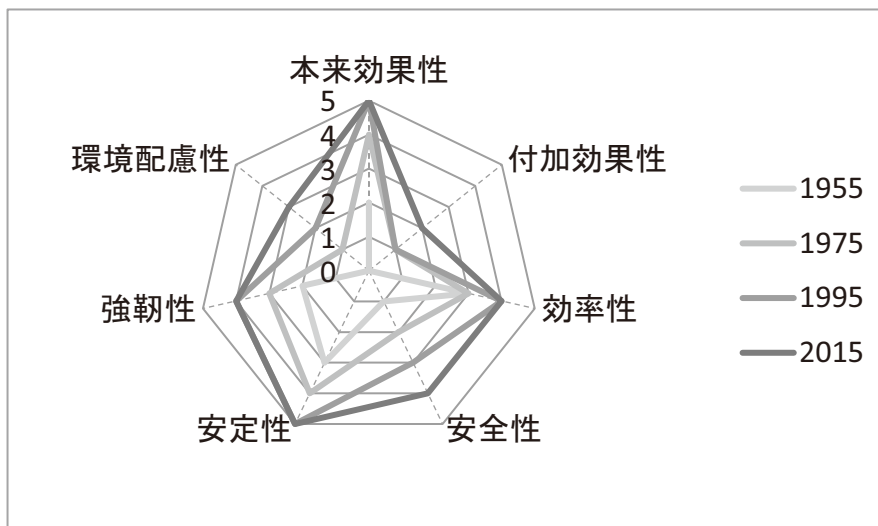 本来効果性
5
4
3
2
1
0
付加効果性
効率性
安全性
安定性
強靭性
環境配慮性
1955
1975
1995
2015